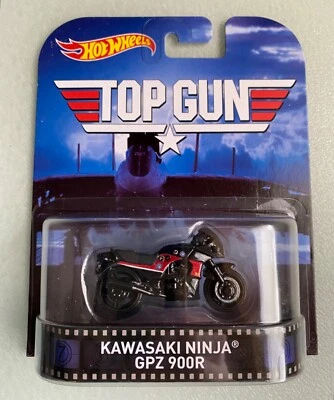 Hot Wheels
TOP GUN
KAWASAKI NINJA®
GPZ 900R